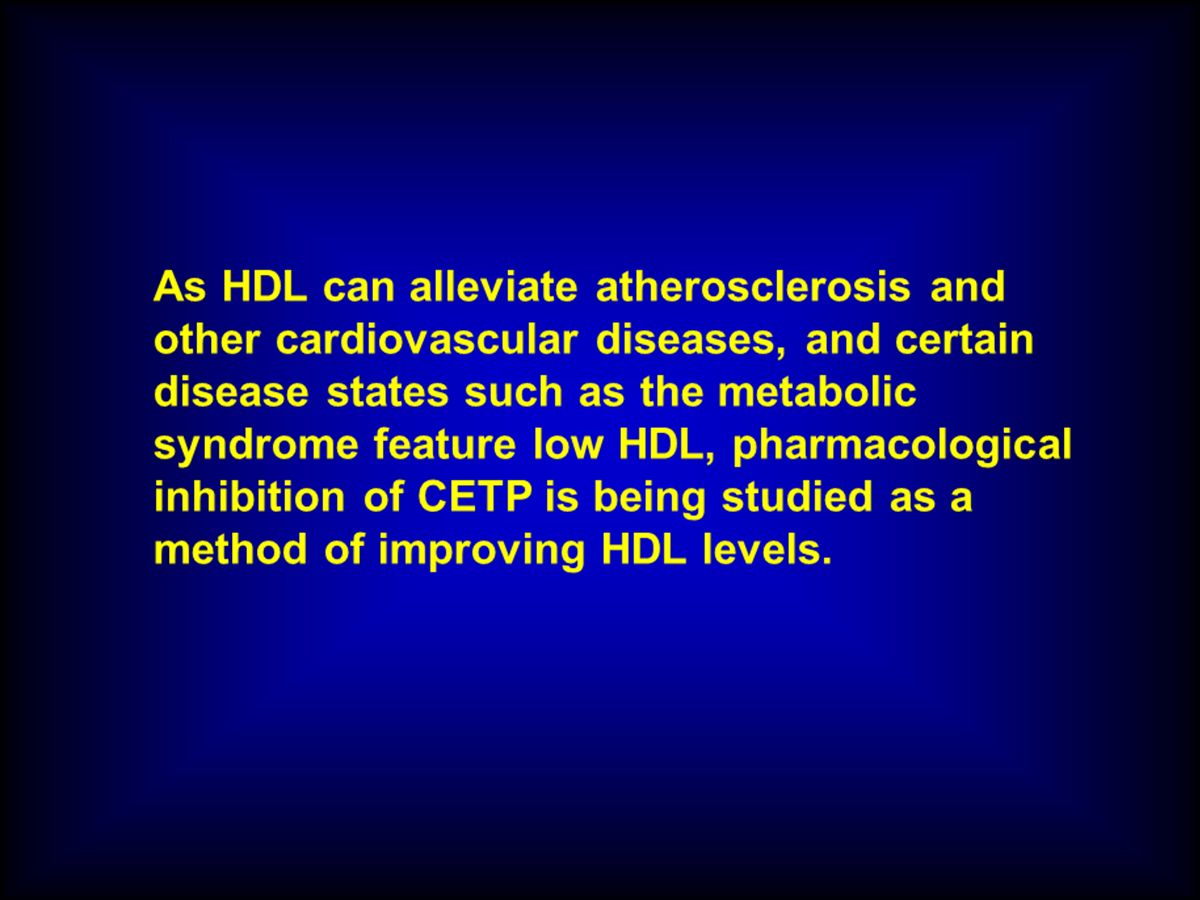 As HDL can alleviate atherosclerosis and
other cardiovascular diseases, and certain
disease states such as the metabolic
syndrome feature low HDL, pharmacological
inhibition of CETP is being studied as a
method of improving HDL levels.